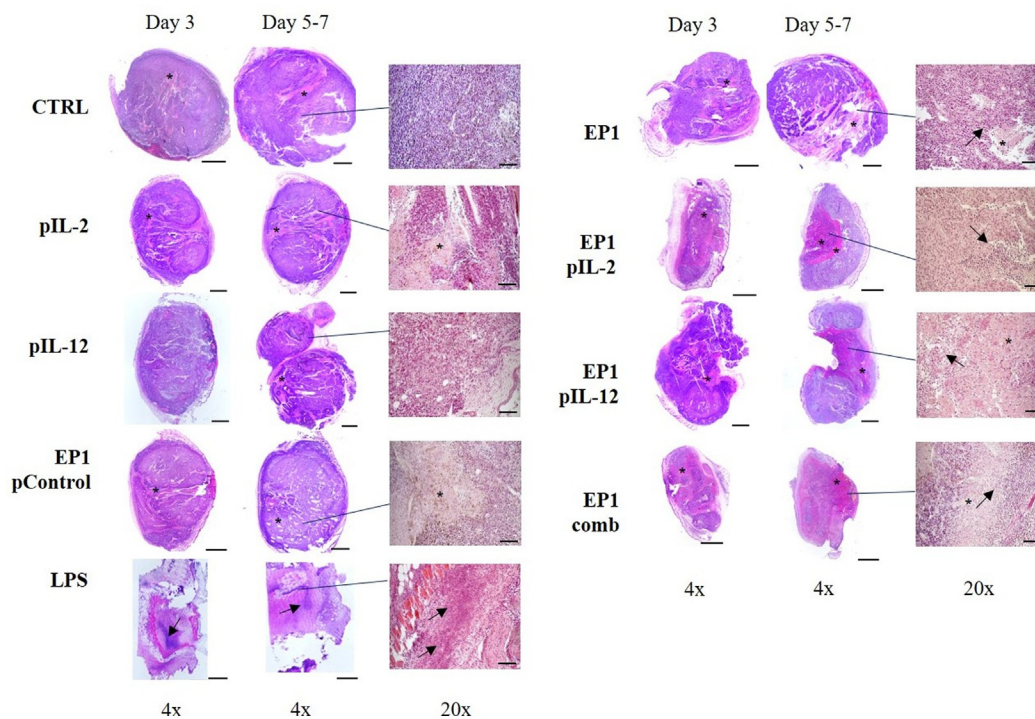 Day 3 Day 5-7
CTRL
pIL-2
pIL-12
EP1
pControl
LPS
4x 4x 20x
Day 3 Day 5-7
EP1
EP1
pIL-2
EP1
pIL-12
EP1
comb
4x 4x 20x